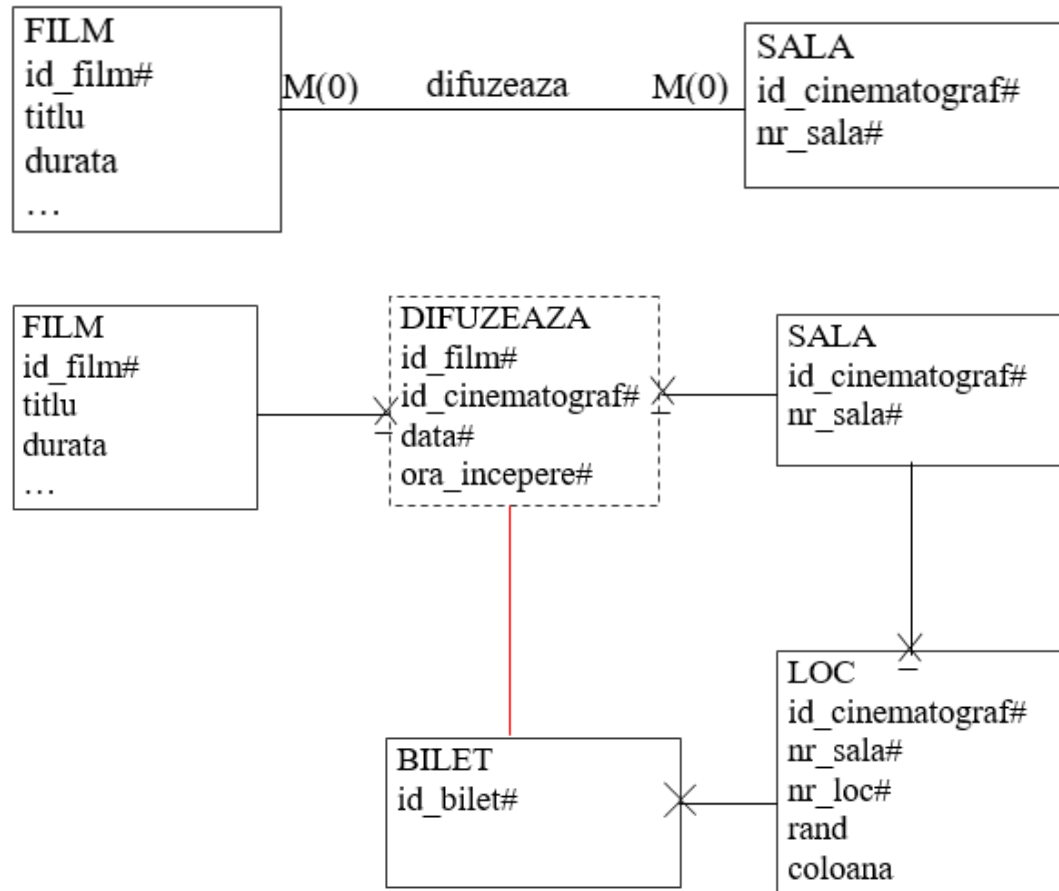 FILM
id_film#
titlu
durata
…
M(0) difuzeaza M(0)
SALA
id_cinematograf#
nr_sala#
FILM
id_film#
titlu
durata
…
DIFUZEAZA
id_film#
id_cinematograf#
data#
ora_incepere#
SALA
id_cinematograf#
nr_sala#
BILET
id_bilet#
LOC
id_cinematograf#
nr_sala#
nr_loc#
rand
coloana